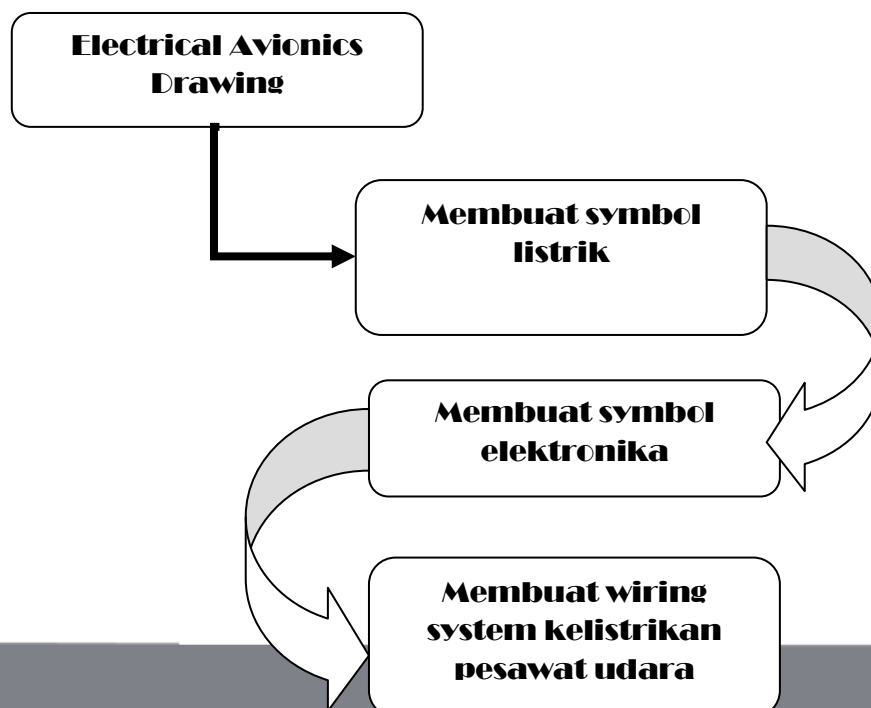 Electrical Avionics
Drawing
Membuat symbol
listrik
Membuat symbol
elektronika
Membuat wiring
system kelistrikan
pesawat udara